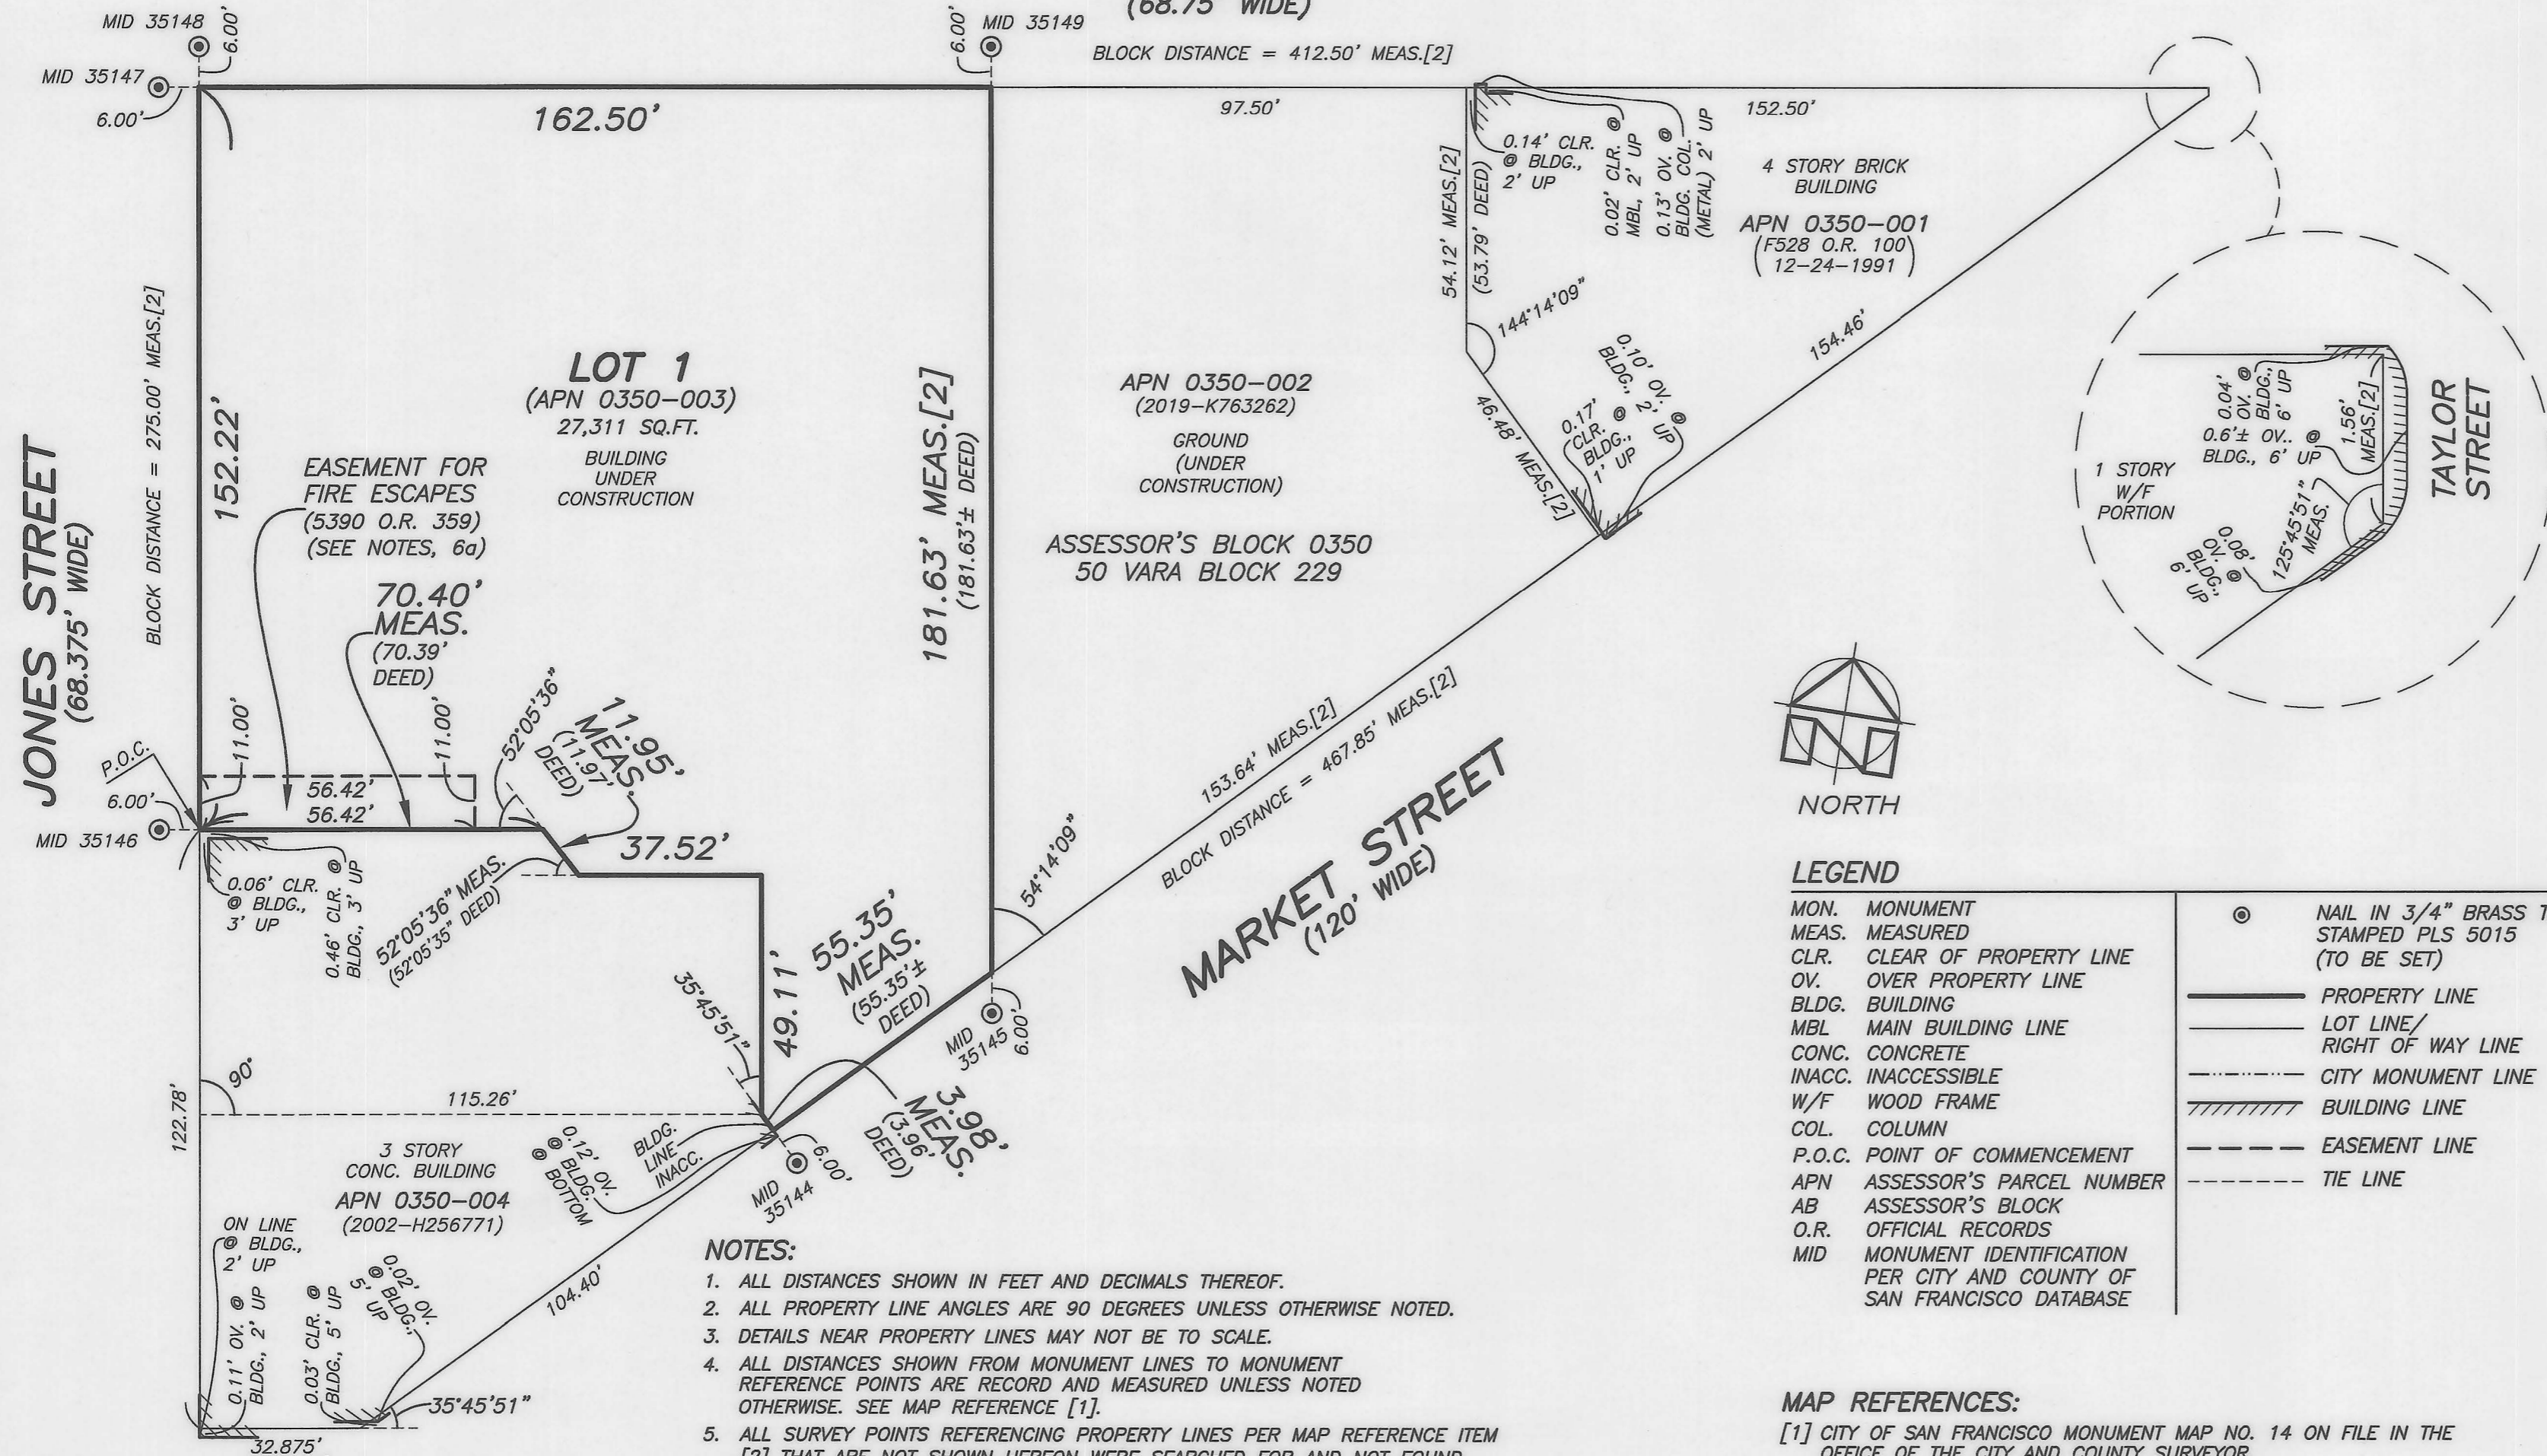 (68.75' WIDE)
MID 35148
6.00'
6.00'
MID 35149
BLOCK DISTANCE = 412.50' MEAS.[2]
MID 35147
6.00'
162.50'
97.50'
152.50'
0.14' CLR.
@ BLDG.,
2' UP
0.02' CLR. @
MBL, 2' UP
0.13' OV. @
BLDG. COL.
(METAL) 2' UP
4 STORY BRICK
BUILDING
APN 0350-001
(F528 O.R. 100)
12-24-1991
54.12' MEAS.[2]
(53.79' DEED)
144°14'09"
46.48' MEAS.[2]
0.10' OV. @
BLDG., 2' UP
0.17'
CLR. @
BLDG.,
1' UP
154.46'
JONES STREET
(68.375' WIDE)
BLOCK DISTANCE = 275.00' MEAS.[2]
152.22'
LOT 1
(APN 0350-003)
27,311 SQ.FT.
BUILDING
UNDER
CONSTRUCTION
181.63' MEAS.[2]
(181.63'± DEED)
APN 0350-002
(2019-K763262)
GROUND
(UNDER
CONSTRUCTION)
ASSESSOR'S BLOCK 0350
50 VARA BLOCK 229
EASEMENT FOR
FIRE ESCAPES
(5390 O.R. 359)
(SEE NOTES, 6a)
70.40'
MEAS.
(70.39'
DEED)
11.00'
11.00'
52°05'36"
11.95'
MEAS.
(11.97'
DEED)
56.42'
56.42'
P.O.C.
6.00'
MID 35146
37.52'
0.06' CLR.
@ BLDG.,
3' UP
0.46' CLR. @
BLDG., 3' UP
52°05'36" MEAS.
(52°05'35" DEED)
49.11'
35°45'51"
55.35'
MEAS.
(55.35'±
DEED)
54°14'09"
153.64' MEAS.[2]
BLOCK DISTANCE = 467.85' MEAS.[2]
MARKET STREET
(120' WIDE)
MID
35145
6.00'
3.98'
MEAS.
(3.96'
DEED)
MID
35144
6.00'
122.78'
90°
115.26'
3 STORY
CONC. BUILDING
APN 0350-004
(2002-H256771)
0.12' OV.
@ BLDG.
@ BOTTOM
BLDG.
LINE
INACC.
ON LINE
@ BLDG.,
2' UP
0.11' OV. @
BLDG., 2' UP
0.03' CLR. @
BLDG., 5' UP
0.02' OV.
@ BLDG.,
5' UP
104.40'
35°45'51"
32.875'
0.04'
OV. @
BLDG.,
6' UP
0.6'± OV.. @
BLDG., 6' UP
1.56'
MEAS.[2]
1 STORY
W/F
PORTION
125°45'51"
MEAS.
0.08'
OV. @
BLDG.,
6' UP
TAYLOR
STREET
NORTH
NOTES:
1. ALL DISTANCES SHOWN IN FEET AND DECIMALS THEREOF.
2. ALL PROPERTY LINE ANGLES ARE 90 DEGREES UNLESS OTHERWISE NOTED.
3. DETAILS NEAR PROPERTY LINES MAY NOT BE TO SCALE.
4. ALL DISTANCES SHOWN FROM MONUMENT LINES TO MONUMENT
REFERENCE POINTS ARE RECORD AND MEASURED UNLESS NOTED
OTHERWISE. SEE MAP REFERENCE [1].
5. ALL SURVEY POINTS REFERENCING PROPERTY LINES PER MAP REFERENCE ITEM
[2] THAT ARE NOT SHOWN HEREON WERE SEARCHED FOR AND NOT FOUND
LEGEND
MON. MONUMENT
MEAS. MEASURED
CLR. CLEAR OF PROPERTY LINE
OV. OVER PROPERTY LINE
BLDG. BUILDING
MBL MAIN BUILDING LINE
CONC. CONCRETE
INACC. INACCESSIBLE
W/F WOOD FRAME
COL. COLUMN
P.O.C. POINT OF COMMENCEMENT
APN ASSESSOR'S PARCEL NUMBER
AB ASSESSOR'S BLOCK
O.R. OFFICIAL RECORDS
MID MONUMENT IDENTIFICATION
PER CITY AND COUNTY OF
SAN FRANCISCO DATABASE
NAIL IN 3/4" BRASS
STAMPED PLS 5015
(TO BE SET)
PROPERTY LINE
LOT LINE/
RIGHT OF WAY LINE
CITY MONUMENT LINE
BUILDING LINE
EASEMENT LINE
TIE LINE
MAP REFERENCES:
[1] CITY OF SAN FRANCISCO MONUMENT MAP NO. 14 ON FILE IN THE
OFFICE OF THE CITY AND COUNTY SURVEYOR